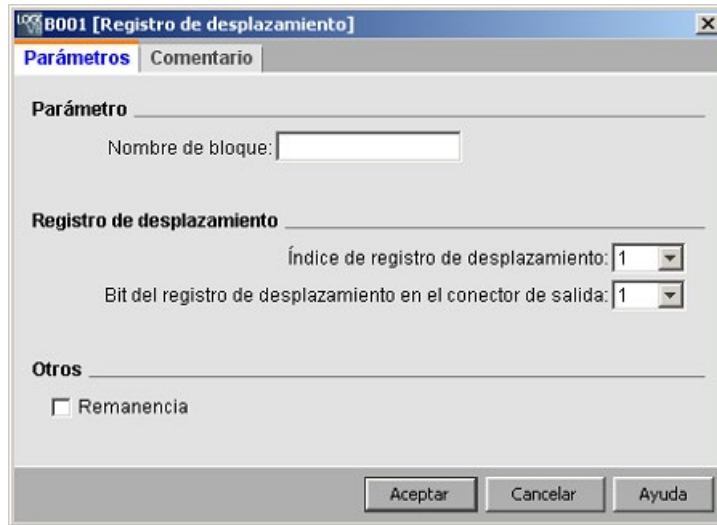 B001 [Registro de desplazamiento]
Parámetros Comentario
Parámetro
Nombre de bloque:
Registro de desplazamiento
Índice de registro de desplazamiento: 1
Bit del registro de desplazamiento en el conector de salida: 1
Otros
Remanencia
Aceptar Cancelar Ayuda